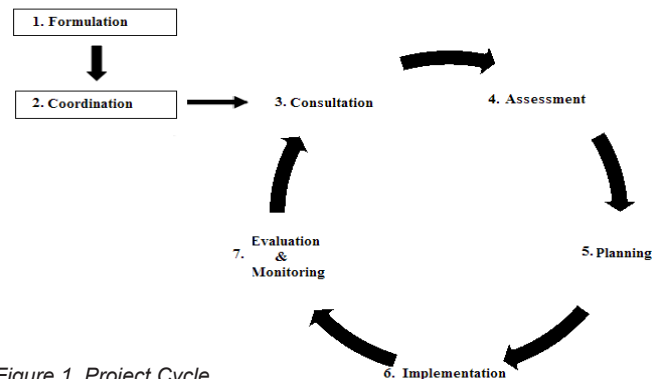 1. Formulation
2. Coordination
3. Consultation
4. Assessment
5. Planning
6. Implementation
7. Evaluation
&
Monitoring
Figure 1. Project Cycle